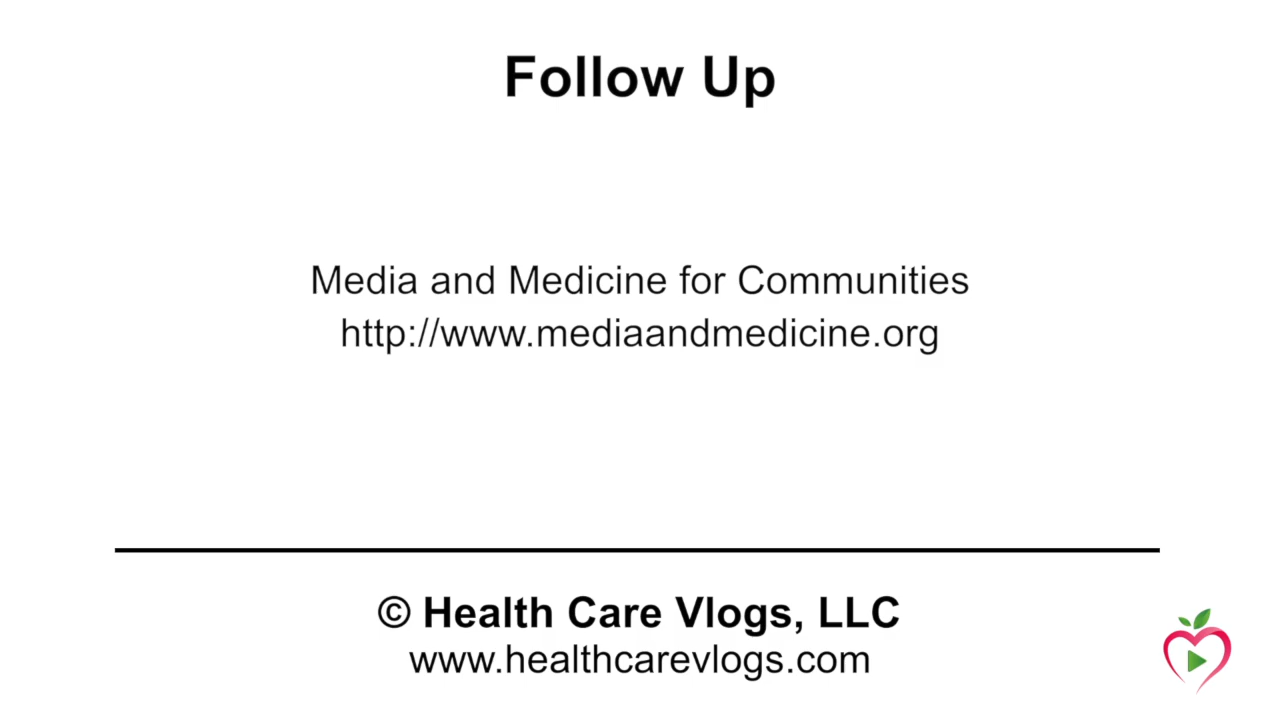 Follow Up
Media and Medicine for Communities
http://www.mediaandmedicine.org
© Health Care Vlogs, LLC
www.healthcarevlogs.com